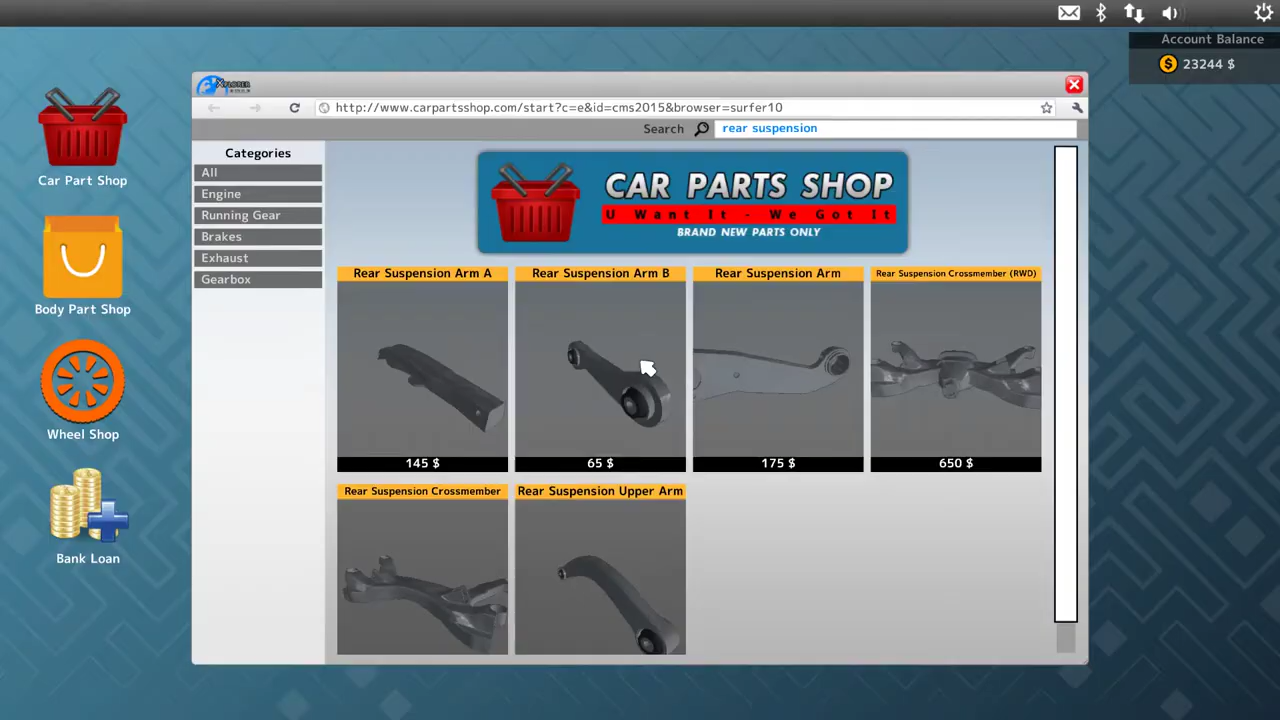 Account Balance
23244 $
XPLORER
http://www.carpartsshop.com/start?c=e&id=cms2015&browser=surfer10
Search
rear suspension
Car Part Shop
Body Part Shop
Wheel Shop
Bank Loan
Categories
All
Engine
Running Gear
Brakes
Exhaust
Gearbox
CAR PARTS SHOP
U Want It - We Got It
BRAND NEW PARTS ONLY
Rear Suspension Arm A
Rear Suspension Arm B
Rear Suspension Arm
Rear Suspension Crossmember (RWD)
145 $
65 $
175 $
650 $
Rear Suspension Crossmember
Rear Suspension Upper Arm